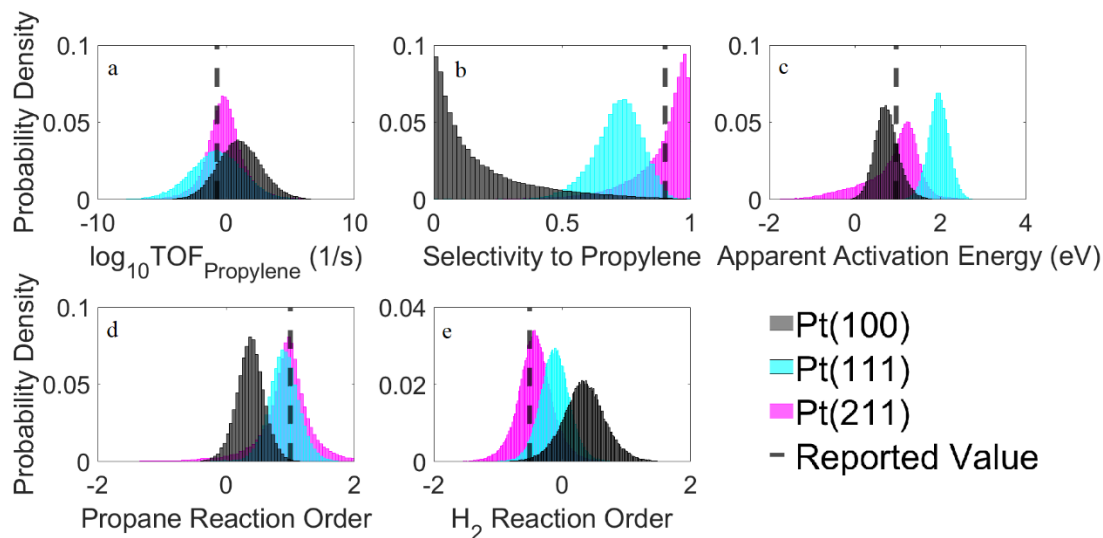 Probability Density
0.1
0.05
0
a
-10
0
10
log10TOFPropylene (1/s)
0.1
0.05
0
b
0
0.5
1
Selectivity to Propylene
0.1
0.05
0
c
-2
0
2
4
Apparent Activation Energy (eV)
Probability Density
0.1
0.05
0
d
-2
0
2
Propane Reaction Order
0.04
0.02
0
e
-2
0
2
H2 Reaction Order
Pt(100)
Pt(111)
Pt(211)
Reported Value